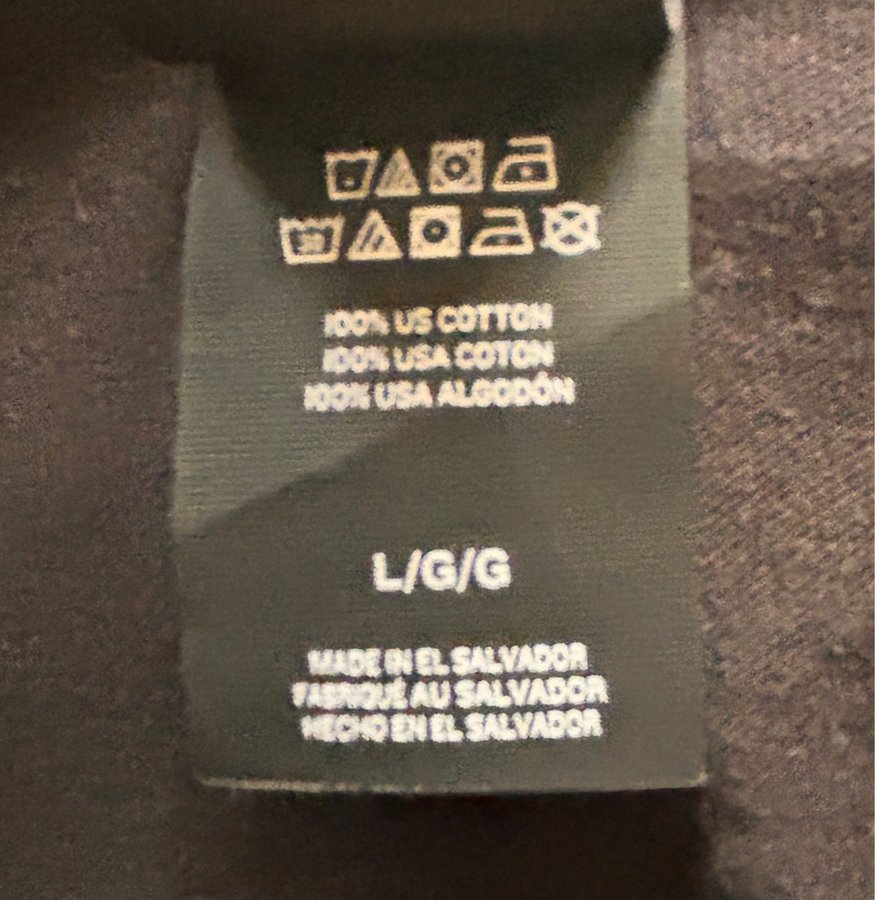 30
100% US COTTON
100% USA COTON
100% USA ALGODÓN
L/G/G
MADE IN EL SALVADOR
FABRIQUÉ AU SALVADOR
HECHO EN EL SALVADOR